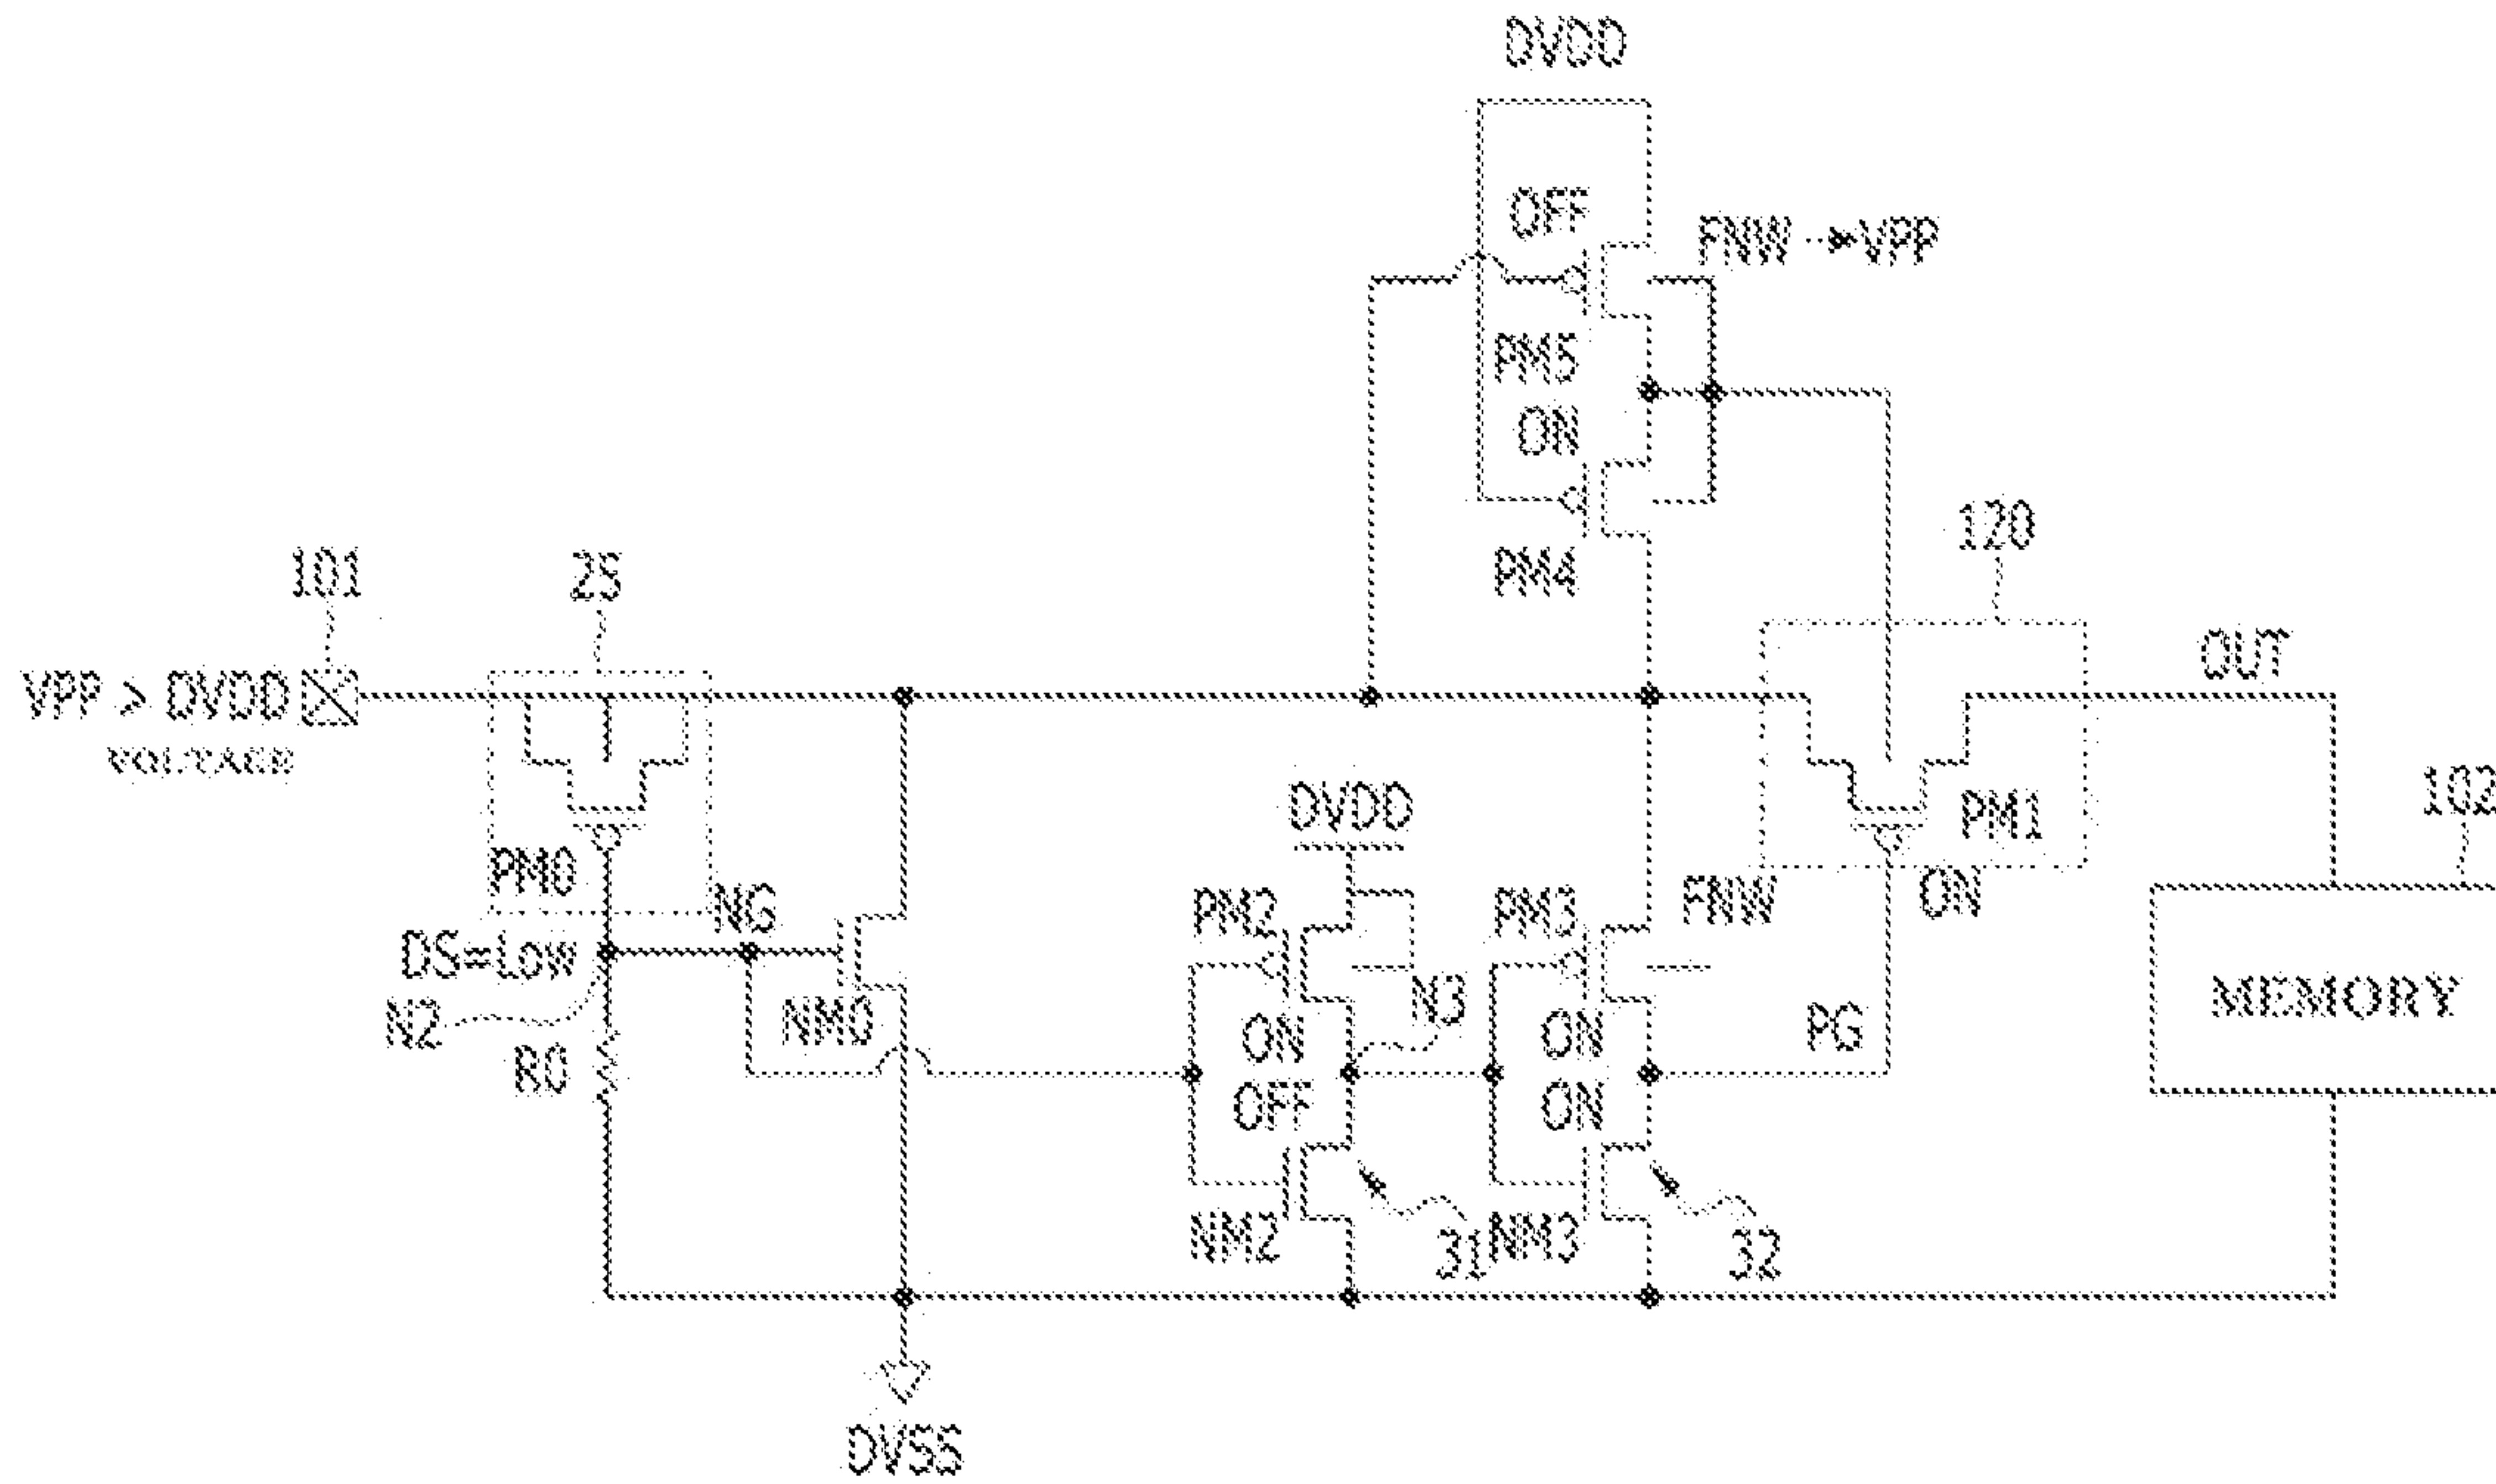 DVDD
OFF
FNW → VPP
PM5
ON
PM4
120
101
25
OUT
VPP > DVDD
VOLTAGE
DVDD
102
PM1
PM0
NG
PM2
PM3
FNW
ON
DS=Low
N2
NM0
N3
MEMORY
R0
ON
ON
PG
OFF
ON
NM2
31
NM3
32
DVSS